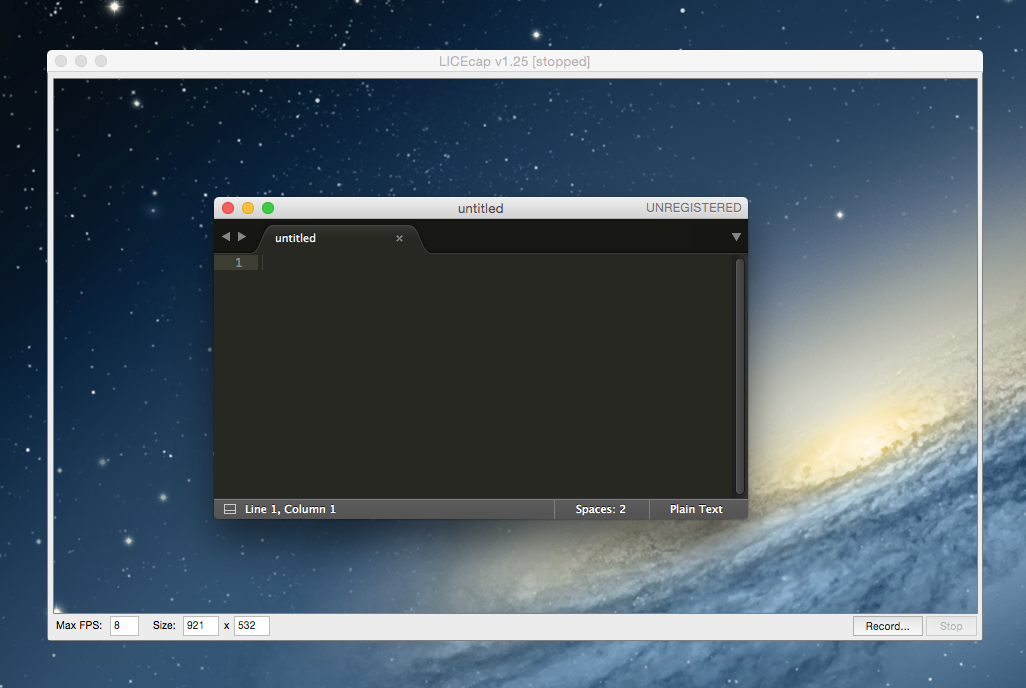 LICEcap v1.25 [stopped]
untitled
UNREGISTERED
untitled
1
Line 1, Column 1
Spaces: 2
Plain Text
Max FPS: 8 Size: 921 x 532
Record...
Stop